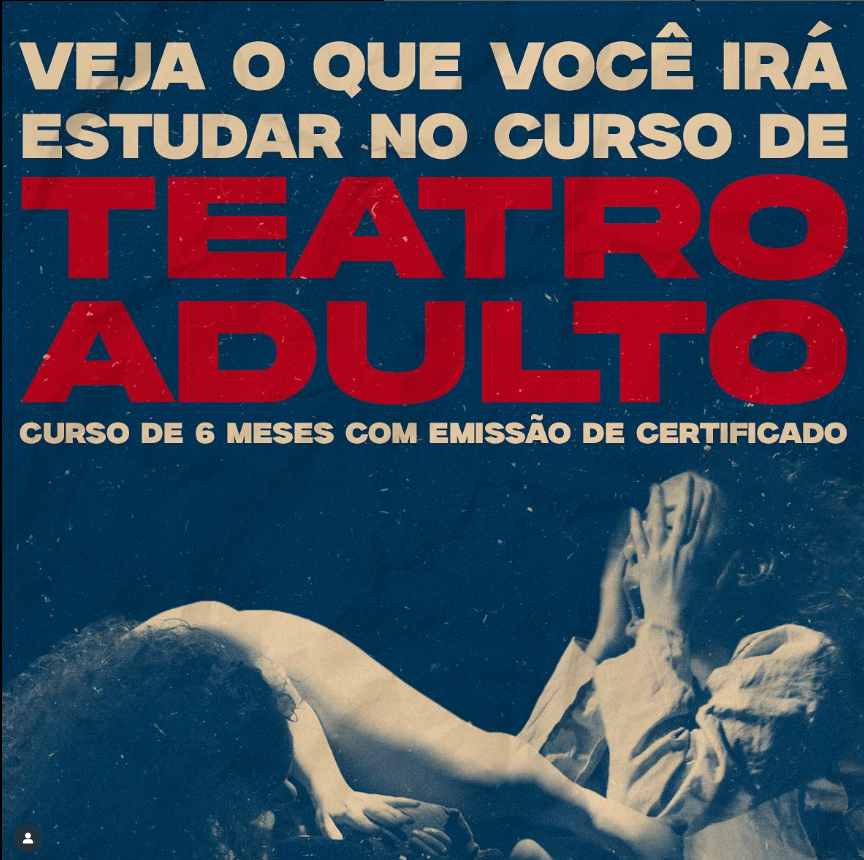 VEJA O QUE VOCÊ IRÁ
ESTUDAR NO CURSO DE
TEATRO
ADULTO
CURSO DE 6 MESES COM EMISSÃO DE CERTIFICADO